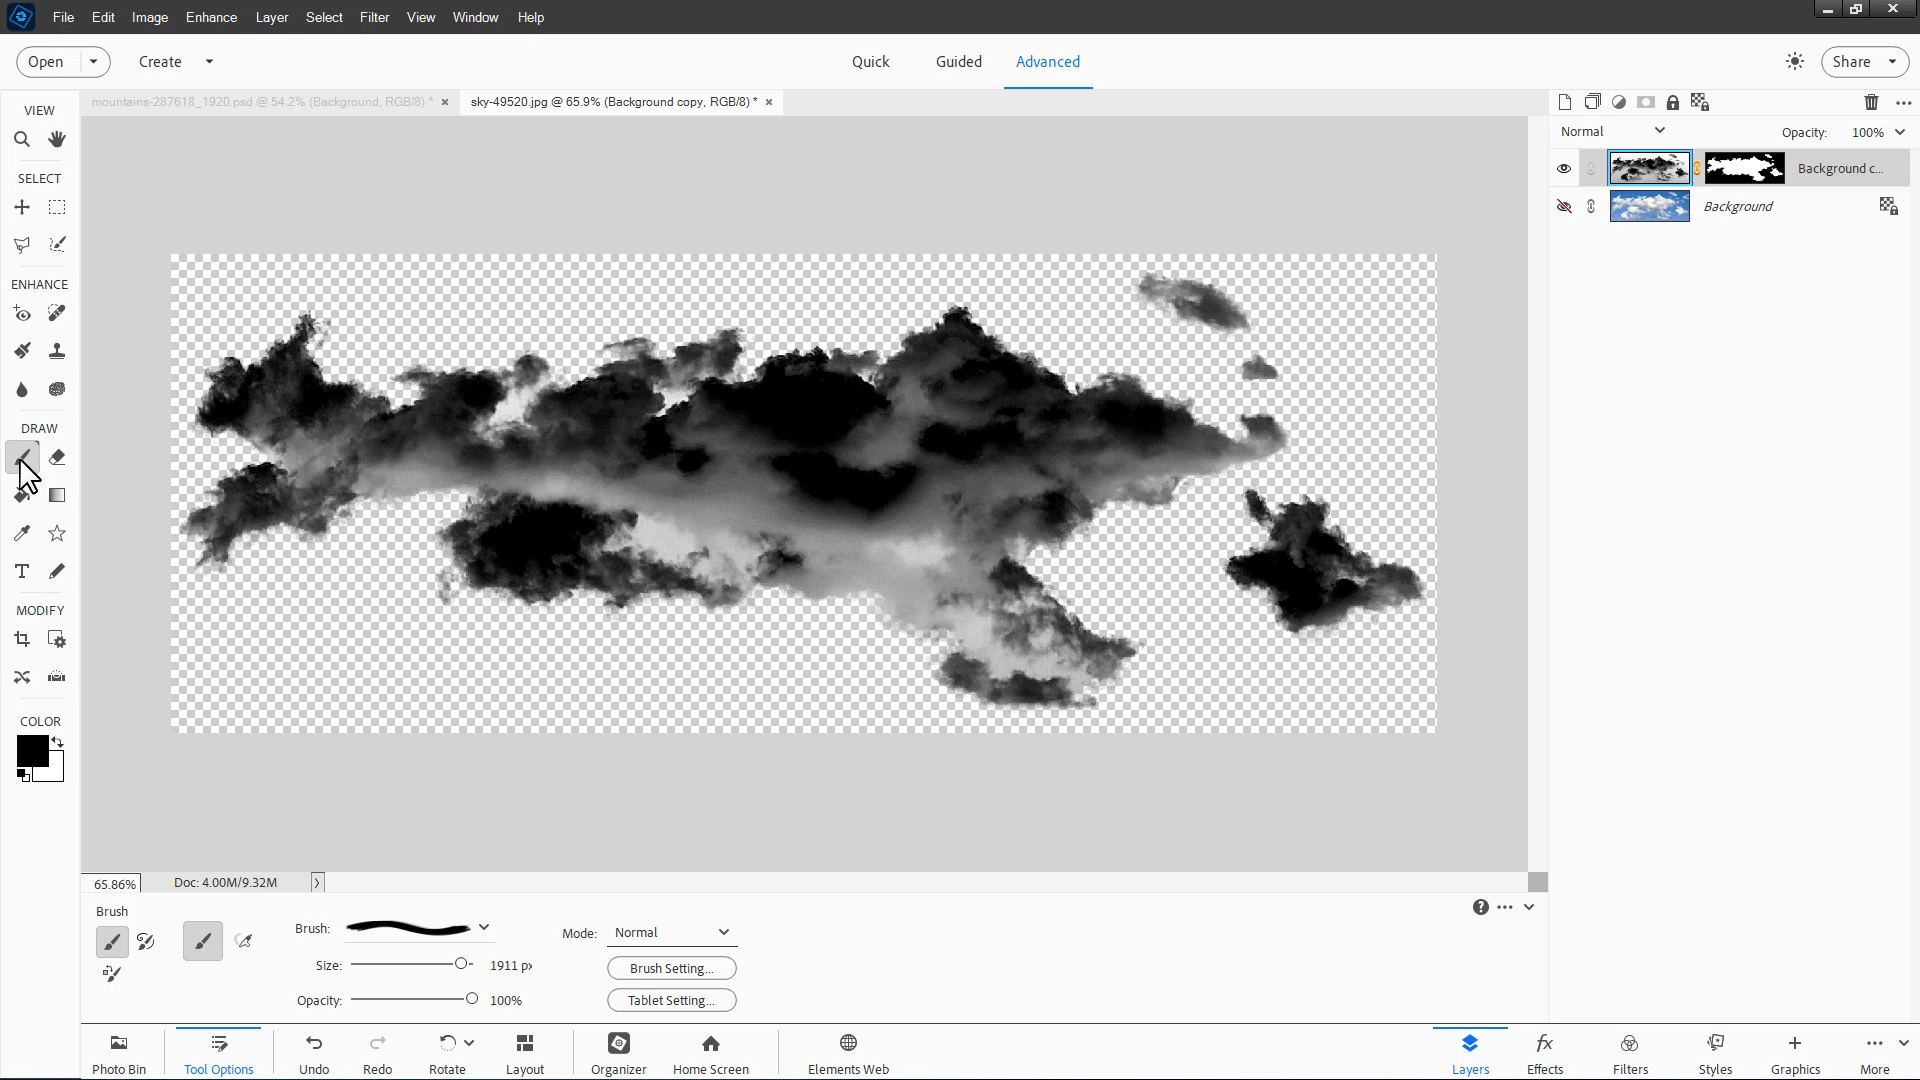 File Edit Image Enhance Layer Select Filter View Window Help
Open Create Quick Guided Advanced Share
VIEW
mountains-287618_1920.psd @ 54.2% (Background, RGB/8) * × sky-49520.jpg @ 65.9% (Background copy, RGB/8) * ×
Normal Opacity: 100%
SELECT
Background c...
Background
ENHANCE
DRAW
T
MODIFY
COLOR
65.86% Doc: 4.00M/9.32M
Brush
Brush: Mode: Normal
Size: 1911 px Brush Setting...
Opacity: 100% Tablet Setting...
Photo Bin Tool Options Undo Redo Rotate Layout Organizer Home Screen Elements Web Layers Effects Filters Styles Graphics More